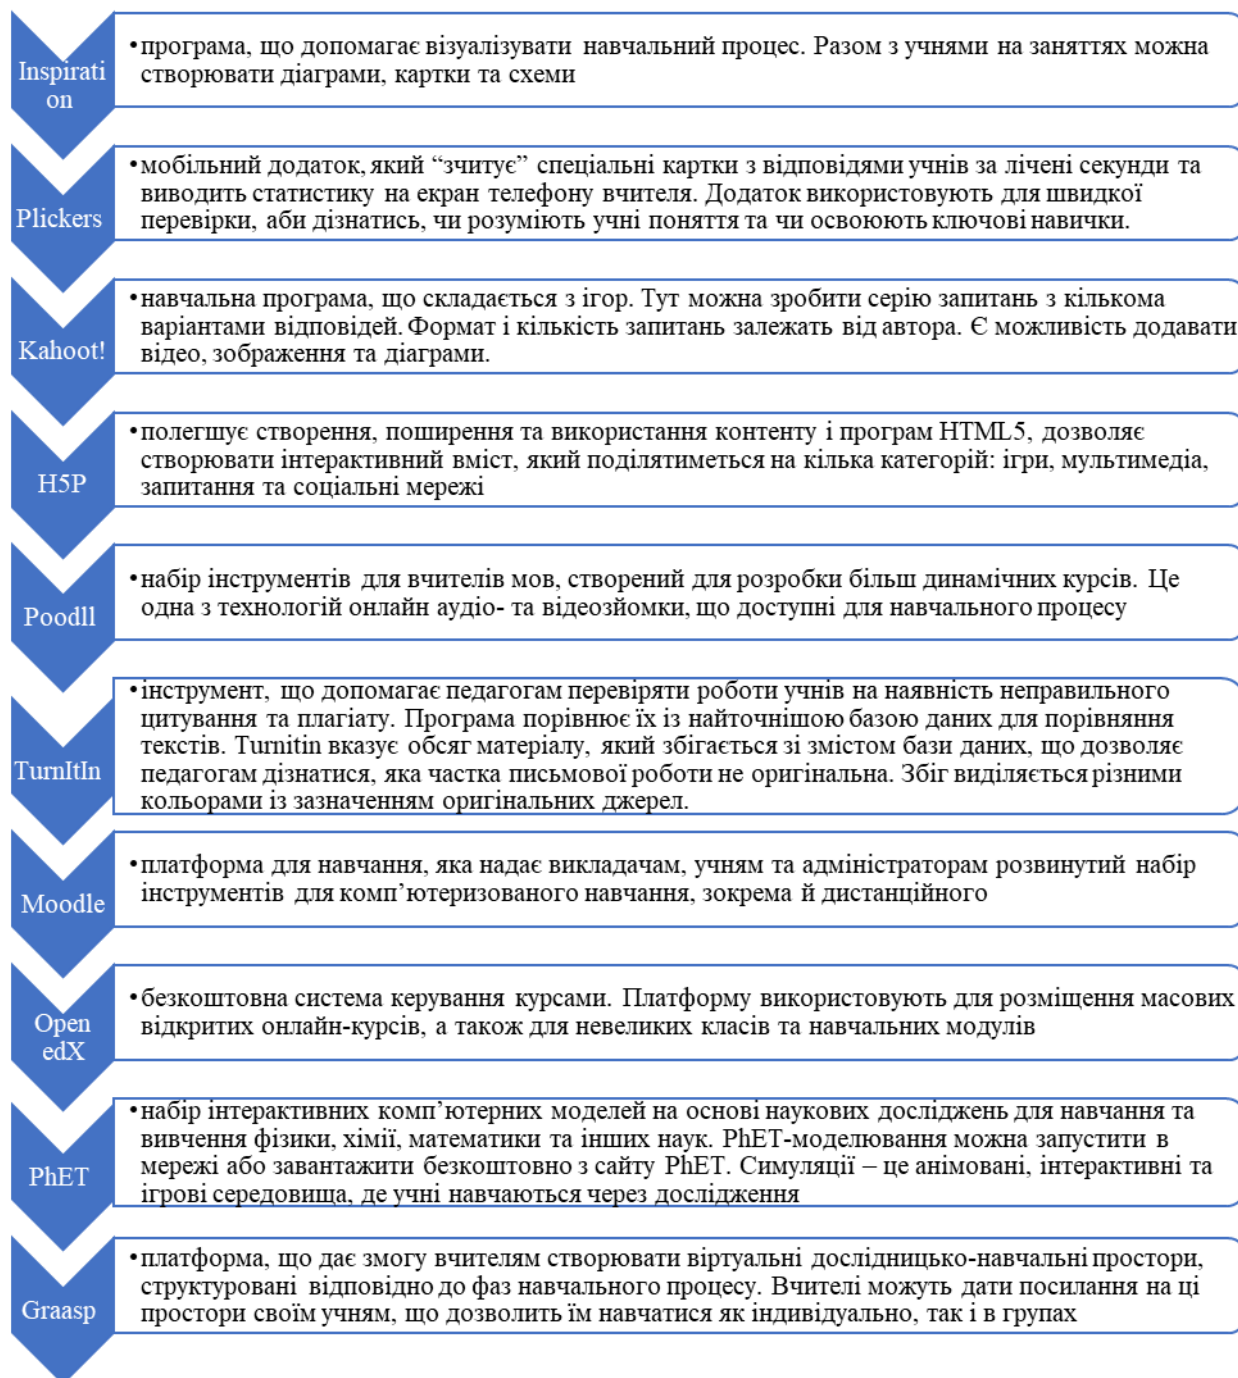 Inspirati
on
•програма, що допомагає візуалізувати навчальний процес. Разом з учнями на заняттях можна
створювати діаграми, картки та схеми
Plickers
•мобільний додаток, який “зчитує” спеціальні картки з відповідями учнів за лічені секунди та
виводить статистику на екран телефону вчителя. Додаток використовують для швидкої
перевірки, аби дізнатись, чи розуміють учні поняття та чи освоюють ключові навички.
Kahoot!
•навчальна програма, що складається з ігор. Тут можна зробити серію запитань з кількома
варіантами відповідей. Формат і кількість запитань залежать від автора. Є можливість додавати
відео, зображення та діаграми.
H5P
•полегшує створення, поширення та використання контенту і програм HTML5, дозволяє
створювати інтерактивний вміст, який поділятиметься на кілька категорій: ігри, мультимедіа,
запитання та соціальні мережі
Poodll
•набір інструментів для вчителів мов, створений для розробки більш динамічних курсів. Це
одна з технологій онлайн аудіо- та відеозйомки, що доступні для навчального процесу
TurnItIn
•інструмент, що допомагає педагогам перевіряти роботи учнів на наявність неправильного
цитування та плагіату. Програма порівнює їх із найточнішою базою даних для порівняння
текстів. Turnitin вказує обсяг матеріалу, який збігається зі змістом бази даних, що дозволяє
педагогам дізнатися, яка частка письмової роботи не оригінальна. Збіг виділяється різними
кольорами із зазначенням оригінальних джерел.
Moodle
•платформа для навчання, яка надає викладачам, учням та адміністраторам розвинутий набір
інструментів для комп’ютеризованого навчання, зокрема й дистанційного
Open
edX
•безкоштовна система керування курсами. Платформу використовують для розміщення масових
відкритих онлайн-курсів, а також для невеликих класів та навчальних модулів
PhET
•набір інтерактивних комп’ютерних моделей на основі наукових досліджень для навчання та
вивчення фізики, хімії, математики та інших наук. PhET-моделювання можна запустити в
мережі або завантажити безкоштовно з сайту PhET. Симуляції – це анімовані, інтерактивні та
ігрові середовища, де учні навчаються через дослідження
Graasp
•платформа, що дає змогу вчителям створювати віртуальні дослідницько-навчальні простори,
структуровані відповідно до фаз навчального процесу. Вчителі можуть дати посилання на ці
простори своїм учням, що дозволить їм навчатися як індивідуально, так і в групах